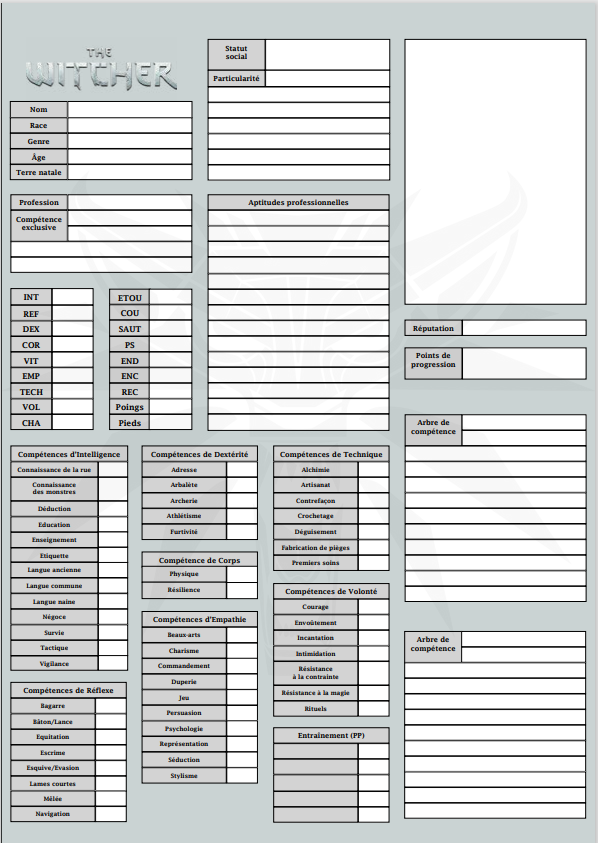 THE
WITCHER
Nom
Race
Genre
Âge
Terre natale
Statut
social
Particularité
Profession
Compétence
exclusive
Aptitudes professionnelles
INT
REF
DEX
COR
VIT
EMP
TECH
VOL
CHA
ETOU
COU
SAUT
PS
END
ENC
REC
Poings
Pieds
Réputation
Points de
progression
Arbre de
compétence
Compétences d'Intelligence
Connaissance de la rue
Connaissance
des monstres
Déduction
Education
Enseignement
Etiquette
Langue ancienne
Langue commune
Langue naine
Négoce
Survie
Tactique
Vigilance
Compétences de Réflexe
Bagarre
Bâton/Lance
Equitation
Escrime
Esquive/Evasion
Lames courtes
Mêlée
Navigation
Compétences de Dextérité
Adresse
Arbalète
Archerie
Athlétisme
Furtivité
Compétence de Corps
Physique
Résilience
Compétences d'Empathie
Beaux-arts
Charisme
Commandement
Duperie
Jeu
Persuasion
Psychologie
Représentation
Séduction
Stylisme
Compétences de Technique
Alchimie
Artisanat
Contrefaçon
Crochetage
Déguisement
Fabrication de pièges
Premiers soins
Compétences de Volonté
Courage
Envoûtement
Incantation
Intimidation
Résistance
à la contrainte
Résistance à la magie
Rituels
Entraînement (PP)
Arbre de
compétence